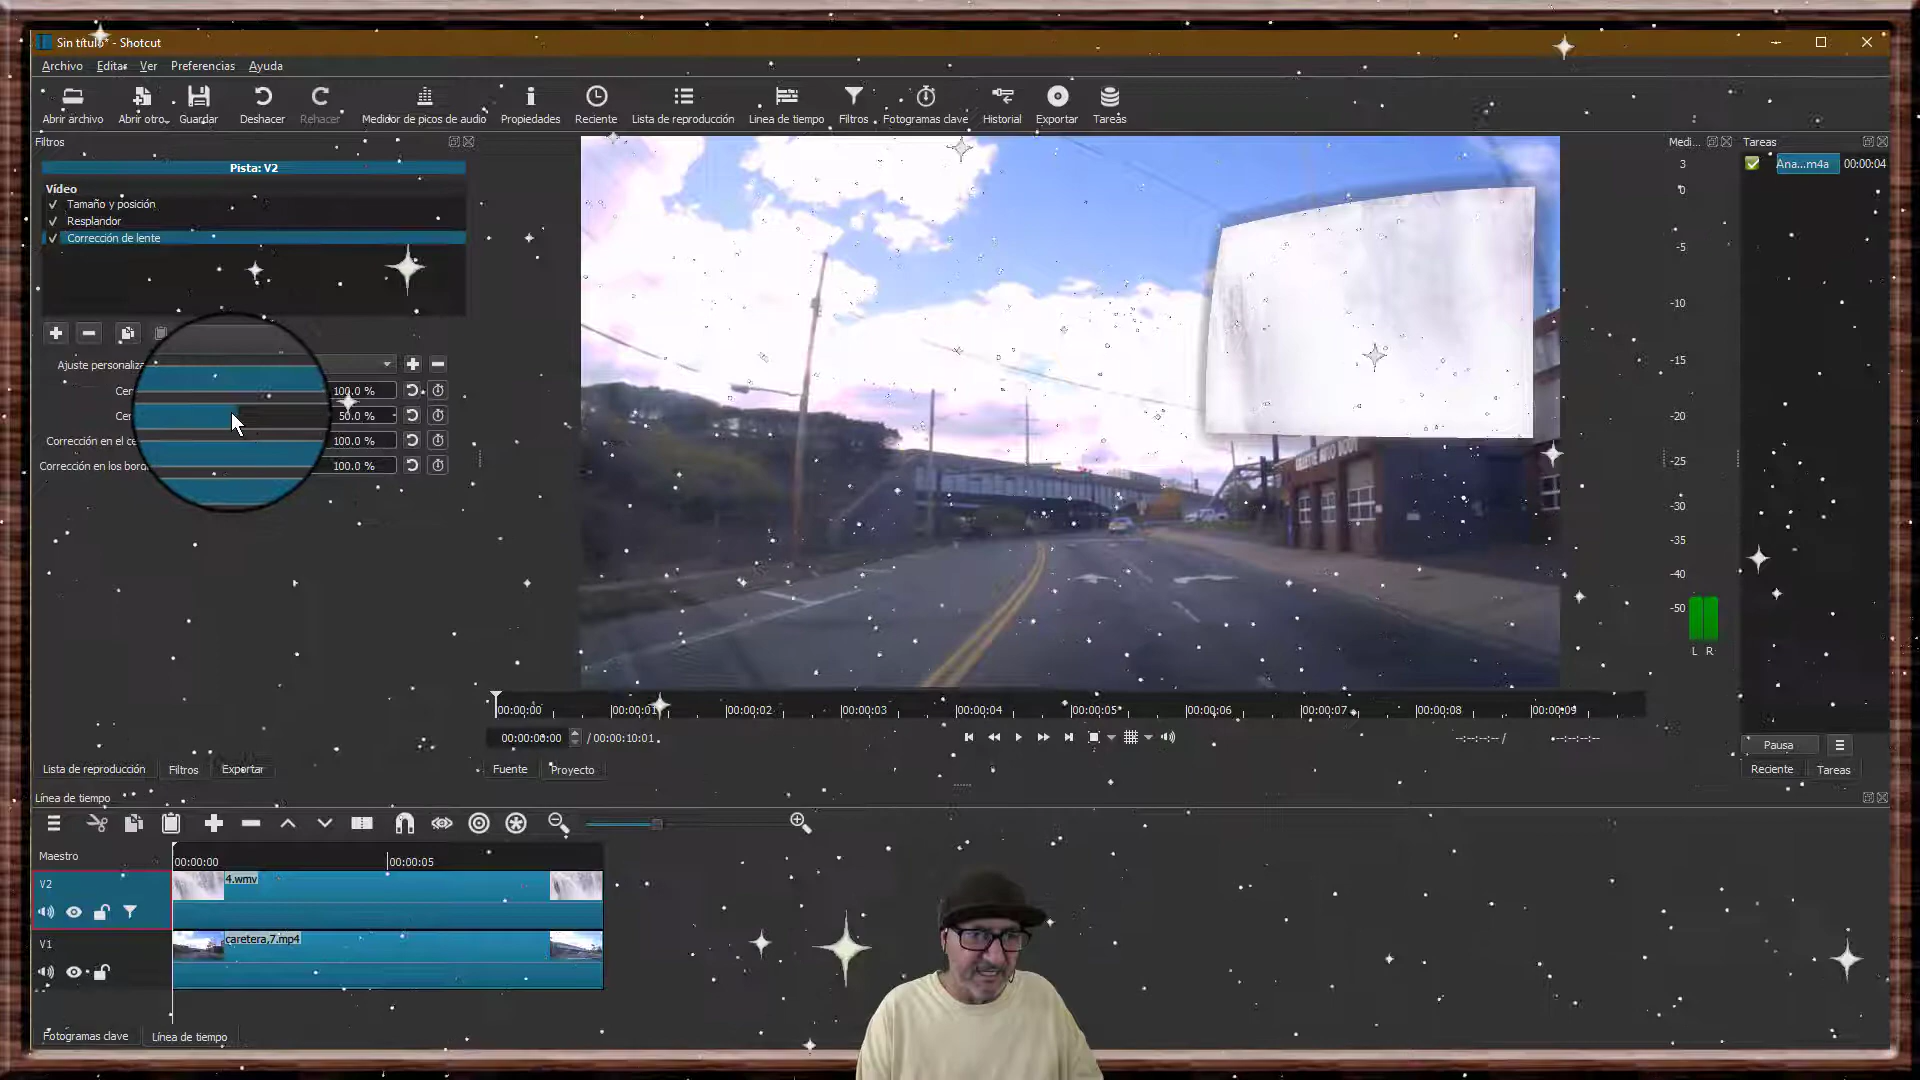 Sin título* - Shotcut
Archivo Editar Ver Preferencias Ayuda
Abrir archivo Abrir otro Guardar Deshacer Rehacer Medidor de picos de audio Propiedades Reciente Lista de reproducción Línea de tiempo Filtros Fotogramas clave Historial Exportar Tareas
Filtros
Medi... Tareas
Pista: V2
Vídeo
Tamaño y posición
Resplandor
Corrección de lente
Ana...m4a 00:00:04
Ajuste personaliza
Cen 100.0 %
Cen 50.0 %
Corrección en el ce 100.0 %
Corrección en los bord 100.0 %
3
0
-5
-10
-15
-20
-25
-30
-35
-40
-50
L R
00:00:00 00:00:01 00:00:02 00:00:03 00:00:04 00:00:05 00:00:06 00:00:07 00:00:08 00:00:09
00:00:00:00 / 00:00:10:01 --:--:--:-- / --:--:--:--
Pausa
Lista de reproducción Filtros Exportar Fuente Proyecto Reciente Tareas
Línea de tiempo
Maestro 00:00:00 00:00:05
V2 4.wmv
V1 caretera,7.mp4
Fotogramas clave Línea de tiempo